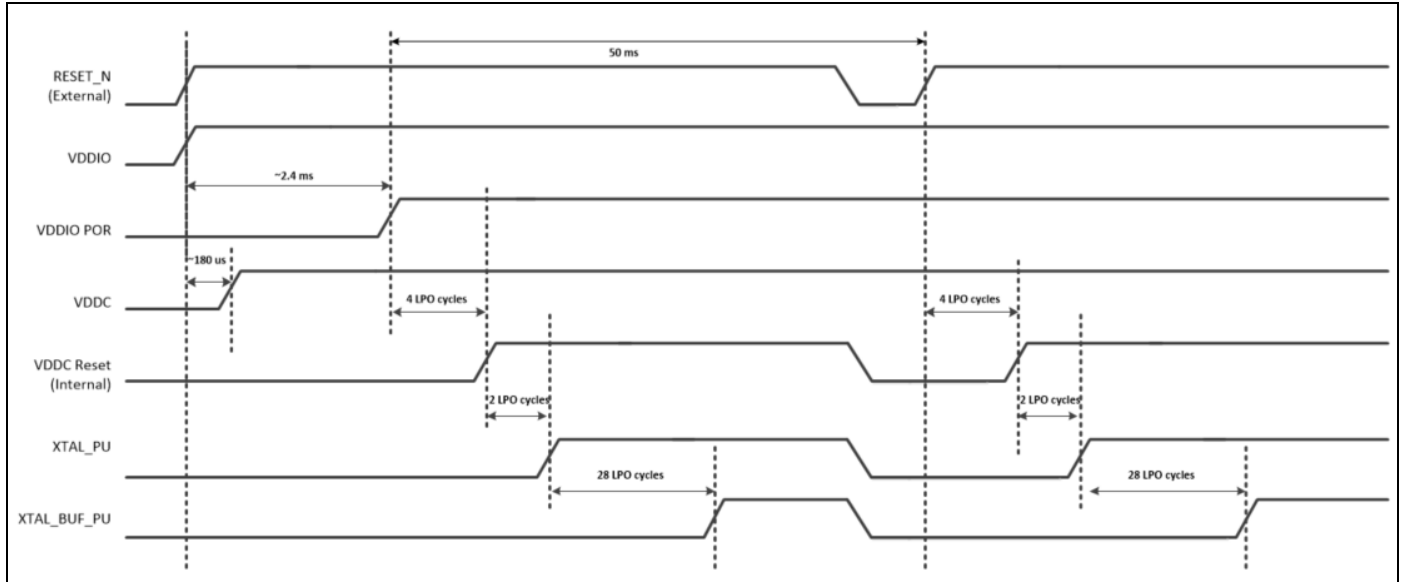 50 ms
RESET_N
(External)
VDDIO
~2.4 ms
VDDIO POR
~180 us
VDDC
4 LPO cycles
4 LPO cycles
VDDC Reset
(Internal)
2 LPO cycles
2 LPO cycles
XTAL_PU
28 LPO cycles
28 LPO cycles
XTAL_BUF_PU